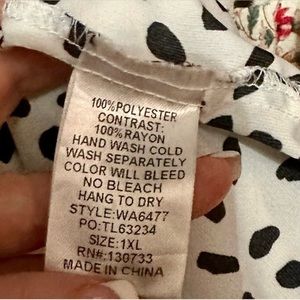 100%POLYESTER
CONTRAST:
100%RAYON
HAND WASH COLD
WASH SEPARATELY
COLOR WILL BLEED
NO BLEACH
HANG TO DRY
STYLE:WA6477
PO:TL63234
SIZE:1XL
RN#:130733
MADE IN CHINA